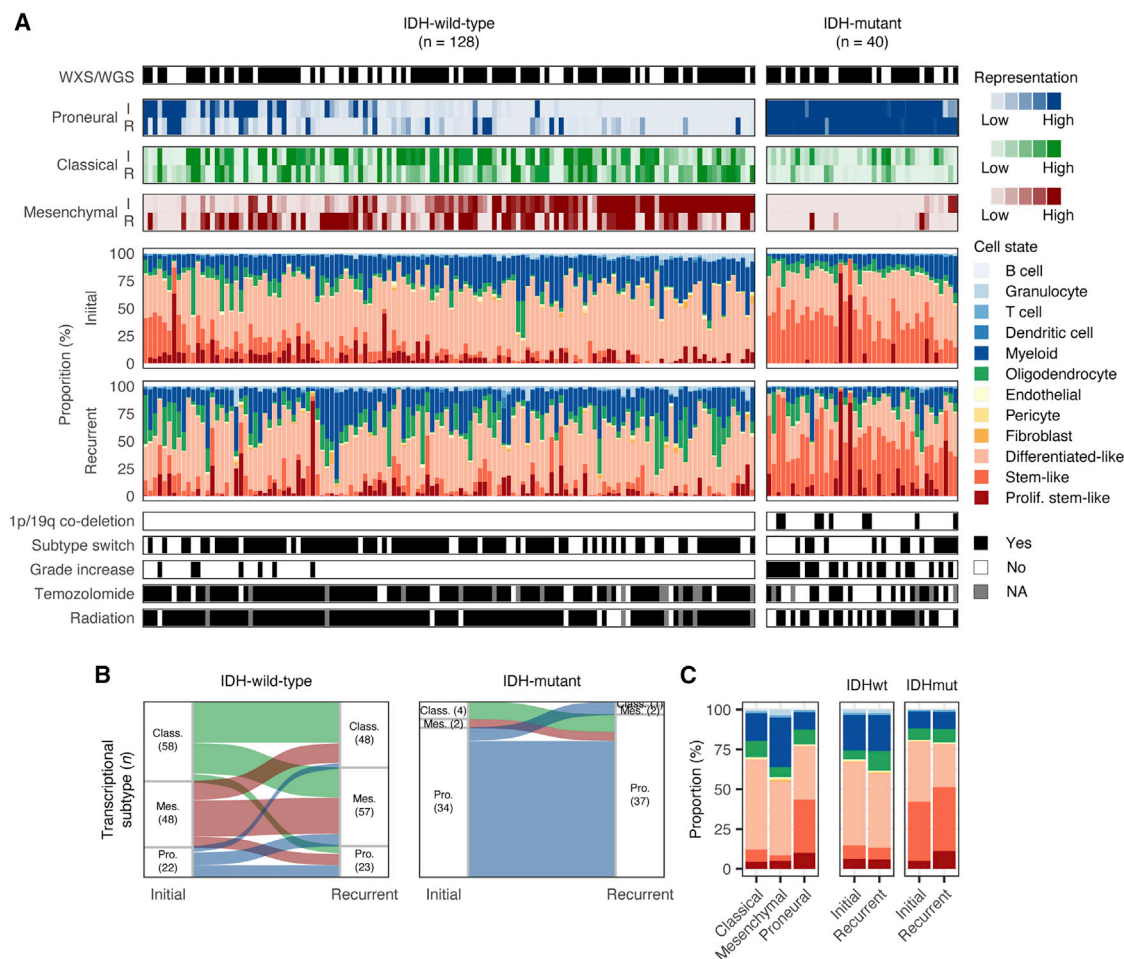 A
IDH-wild-type
(n = 128)
IDH-mutant
(n = 40)
WXS/WGS
Representation
Low High
Low High
Low High
Proneural
I
R
Classical
I
R
Mesenchymal
I
R
Proporition (%)
Iniital
100
75
50
25
0
Recurrent
100
75
50
25
0
Cell state
B cell
Granulocyte
T cell
Dendritic cell
Myeloid
Oligodendrocyte
Endothelial
Pericyte
Fibroblast
Differentiated-like
Stem-like
Prolif. stem-like
1p/19q co-deletion
Subtype switch
Grade increase
Temozolomide
Radiation
Yes
No
NA
B
IDH-wild-type
Transcriptional
subtype (n)
Class.
(58)
Mes.
(48)
Pro.
(22)
Class.
(48)
Mes.
(57)
Pro.
(23)
Initial Recurrent
IDH-mutant
Class. (4)
Mes. (2)
Pro.
(34)
Class. (1)
Mes. (2)
Pro.
(37)
Initial Recurrent
C
IDHwt IDHmut
Proportion (%)
100
75
50
25
0
Classical
Mesenchymal
Proneural
Initial
Recurrent
Initial
Recurrent